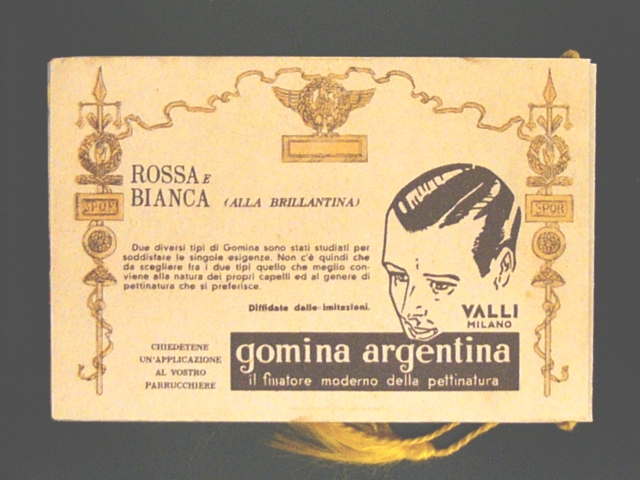 ROSSA E
BIANCA (ALLA BRILLANTINA)
SPQR
SPQR
Due diversi tipi di Gomina sono stati studiati per
soddisfare le singole esigenze. Non c'è quindi che
da scegliere fra i due tipi quello che meglio con-
viene alla natura dei propri capelli ed al genere di
pettinatura che si preferisce.
Diffidate dalle imitazioni.
VALLI
MILANO
CHIEDETENE
UN'APPLICAZIONE
AL VOSTRO
PARRUCCHIERE
gomina argentina
il fissatore moderno della pettinatura